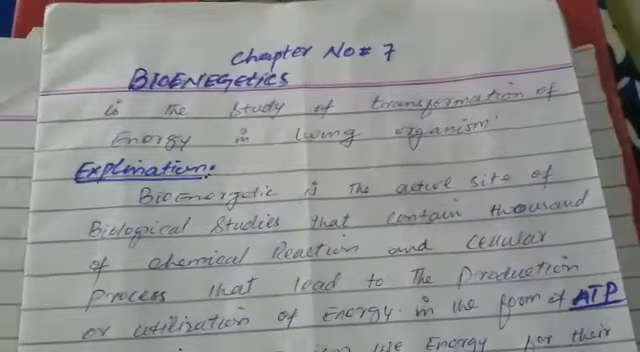 Chapter No # 7
BIOENEGETICS
is the study of transformation of
Energy in living organism'
Explination:
BioEnergetic is the active site of
Biological Studies that contain thousand
of chemical Reaction and cellular
process that lead to the production
or utilization of Energy. in the form of ATP
use Energy for their